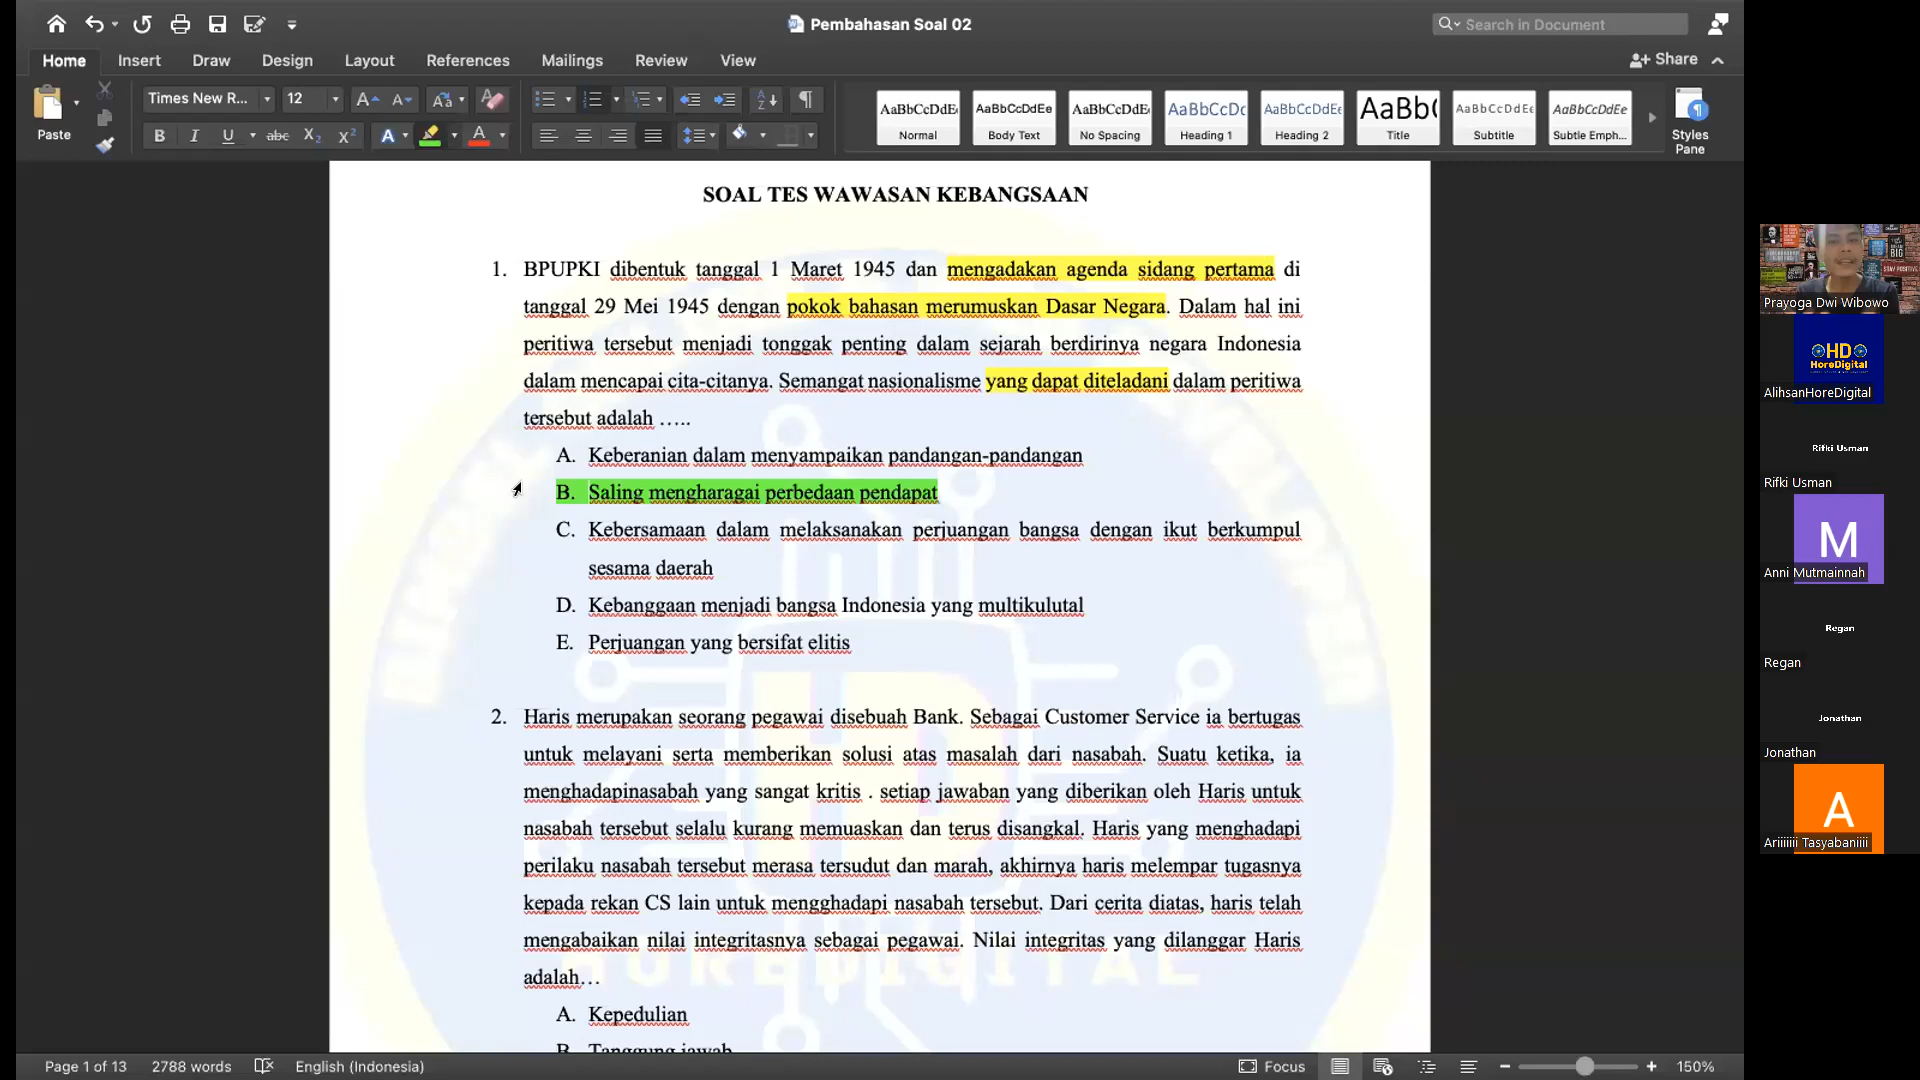 Pembahasan Soal 02
Search in Document
Home Insert Draw Design Layout References Mailings Review View
Share
Paste
Times New R... 12
AaBbCcDdEe Normal
AaBbCcDdEe Body Text
AaBbCcDdEe No Spacing
AaBbCcDc Heading 1
AaBbCcDdEe Heading 2
AaBb( Title
AaBbCcDdEe Subtitle
AaBbCcDdEe Subtle Emph...
Styles Pane
SOAL TES WAWASAN KEBANGSAAN
1. BPUPKI dibentuk tanggal 1 Maret 1945 dan mengadakan agenda sidang pertama di
tanggal 29 Mei 1945 dengan pokok bahasan merumuskan Dasar Negara. Dalam hal ini
peritiwa tersebut menjadi tonggak penting dalam sejarah berdirinya negara Indonesia
dalam mencapai cita-citanya. Semangat nasionalisme yang dapat diteladani dalam peritiwa
tersebut adalah …..
A. Keberanian dalam menyampaikan pandangan-pandangan
B. Saling mengharagai perbedaan pendapat
C. Kebersamaan dalam melaksanakan perjuangan bangsa dengan ikut berkumpul
sesama daerah
D. Kebanggaan menjadi bangsa Indonesia yang multikulutal
E. Perjuangan yang bersifat elitis
2. Haris merupakan seorang pegawai disebuah Bank. Sebagai Customer Service ia bertugas
untuk melayani serta memberikan solusi atas masalah dari nasabah. Suatu ketika, ia
menghadapinasabah yang sangat kritis . setiap jawaban yang diberikan oleh Haris untuk
nasabah tersebut selalu kurang memuaskan dan terus disangkal. Haris yang menghadapi
perilaku nasabah tersebut merasa tersudut dan marah, akhirnya haris melempar tugasnya
kepada rekan CS lain untuk mengghadapi nasabah tersebut. Dari cerita diatas, haris telah
mengabaikan nilai integritasnya sebagai pegawai. Nilai integritas yang dilanggar Haris
adalah…
A. Kepedulian
B. Tanggung jawab
HOREDIGITAL
Page 1 of 13 2788 words English (Indonesia) Focus 150%
Prayoga Dwi Wibowo
HD
HoreDigital
AlihsanHoreDigital
Rifki Usman
Rifki Usman
M
Anni Mutmainnah
Regan
Regan
Jonathan
Jonathan
A
Ariiiiiii Tasyabaniiii